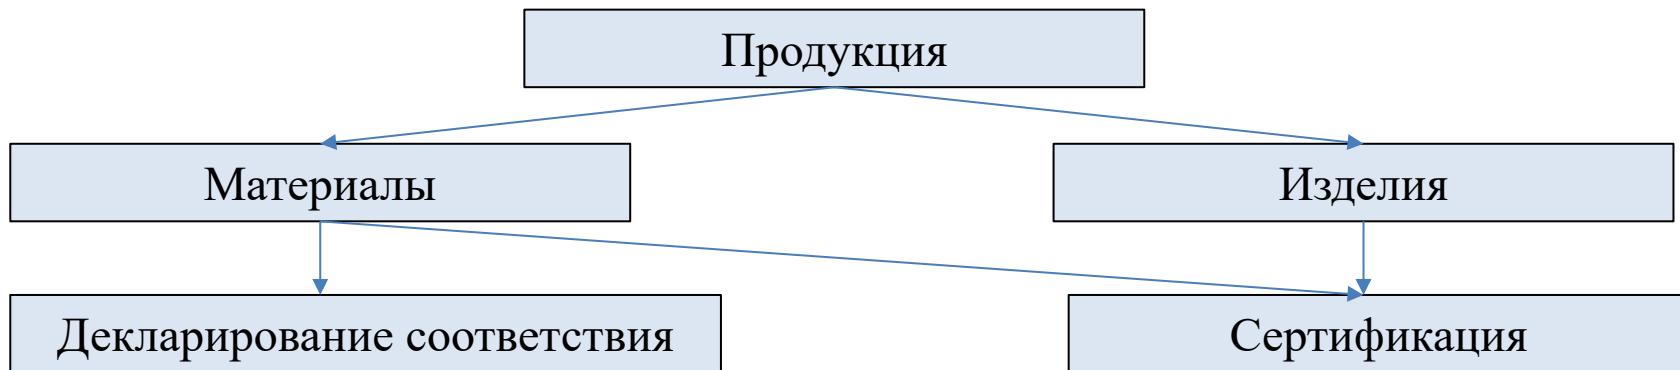 Продукция
Материалы
Изделия
Декларирование соответствия
Сертификация